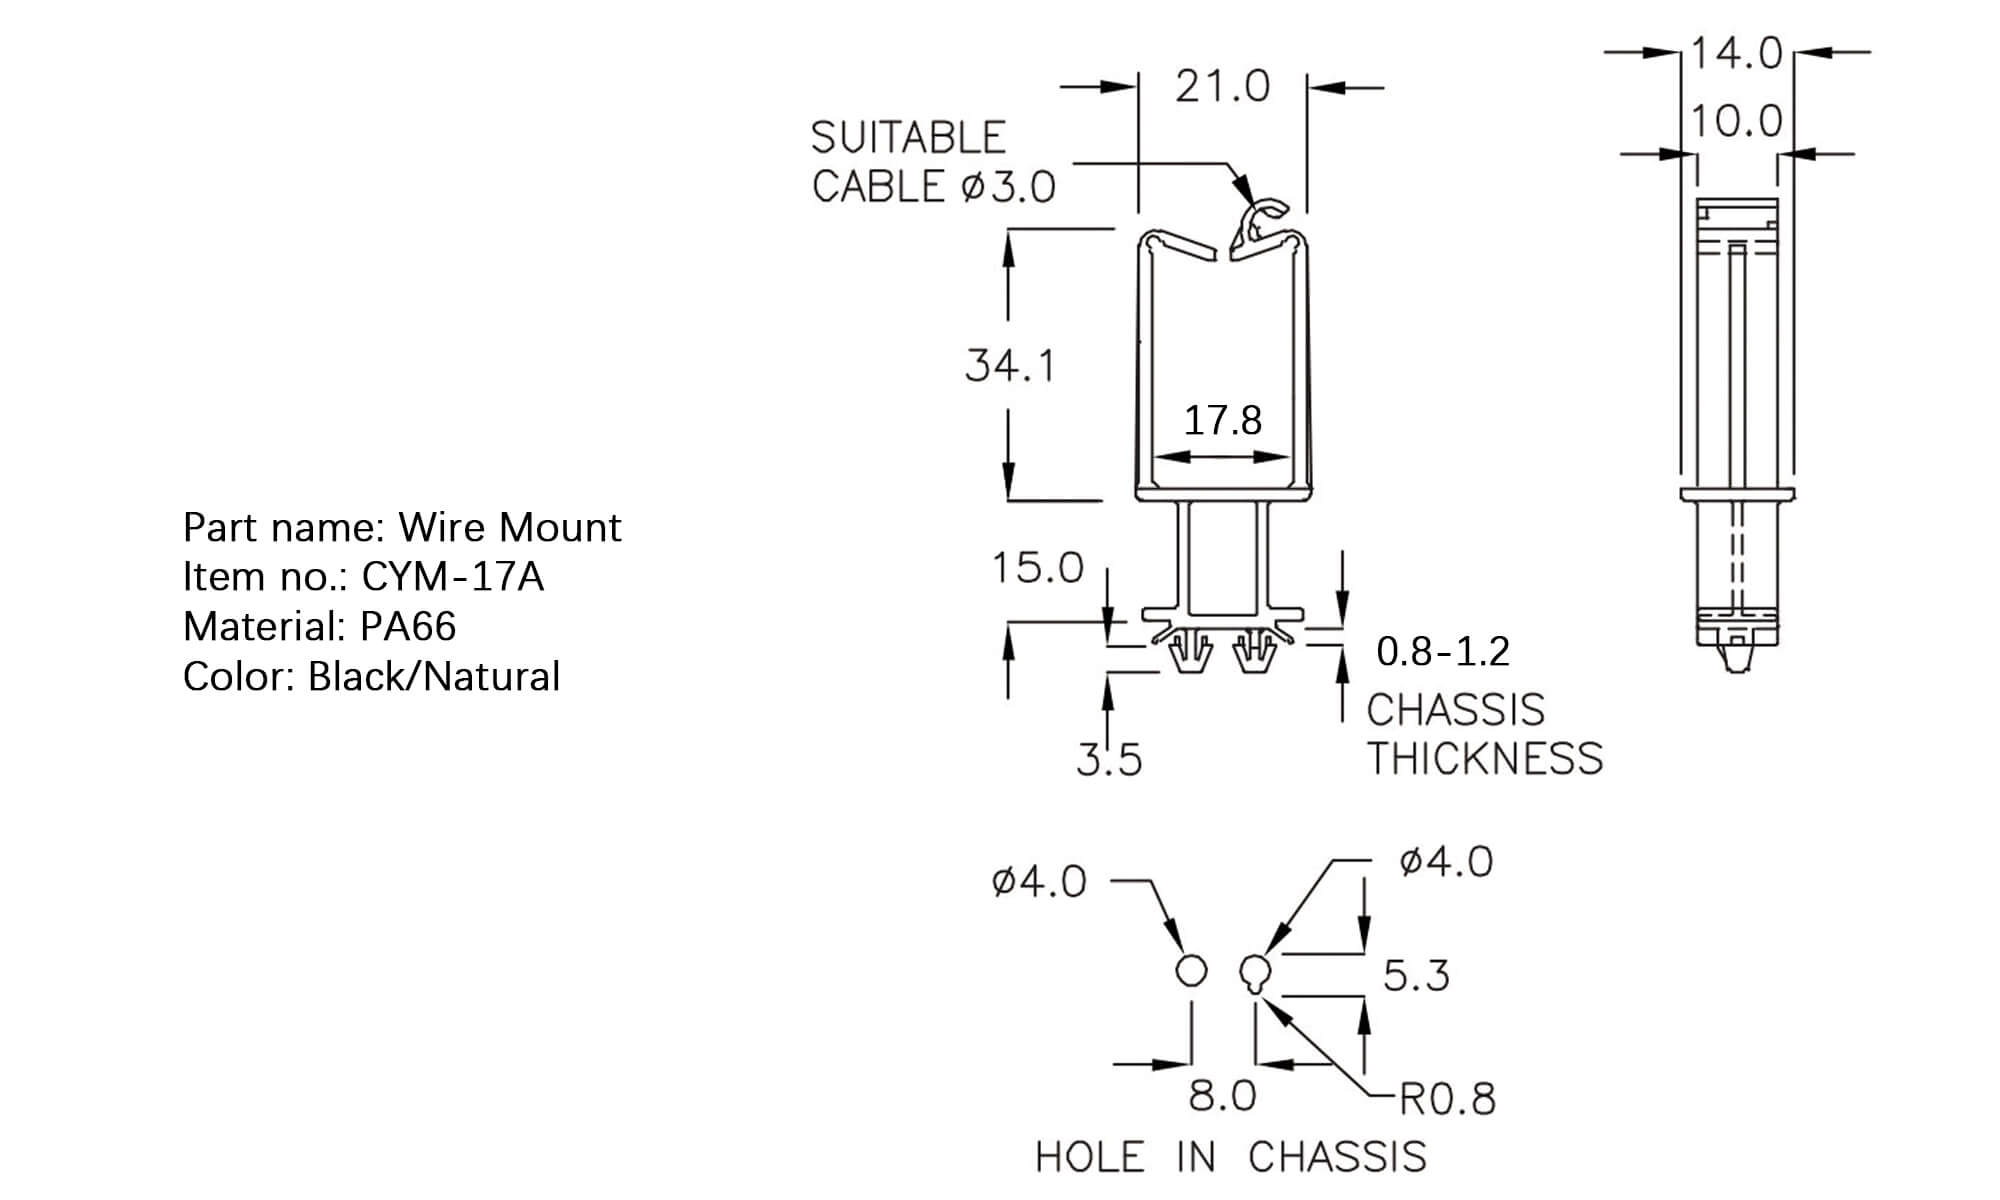 14.0
21.0
10.0
SUITABLE
CABLE ø3.0
34.1
17.8
Part name: Wire Mount
Item no.: CYM-17A
Material: PA66
Color: Black/Natural
15.0
0.8-1.2
CHASSIS
THICKNESS
3.5
ø4.0
ø4.0
5.3
8.0
R0.8
HOLE IN CHASSIS